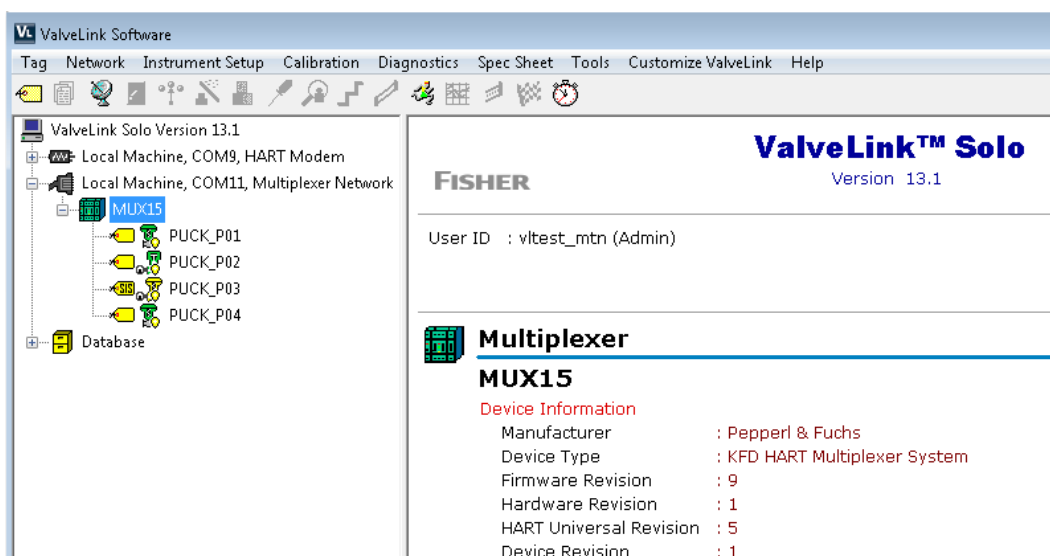 VL ValveLink Software
Tag Network Instrument Setup Calibration Diagnostics Spec Sheet Tools Customize ValveLink Help
ValveLink Solo Version 13.1
Local Machine, COM9, HART Modem
Local Machine, COM11, Multiplexer Network
MUX15
PUCK_P01
PUCK_P02
SIS PUCK_P03
PUCK_P04
Database
ValveLink™ Solo
FISHER
Version 13.1
User ID : vltest_mtn (Admin)
Multiplexer
MUX15
Device Information
Manufacturer : Pepperl & Fuchs
Device Type : KFD HART Multiplexer System
Firmware Revision : 9
Hardware Revision : 1
HART Universal Revision : 5
Device Revision : 1